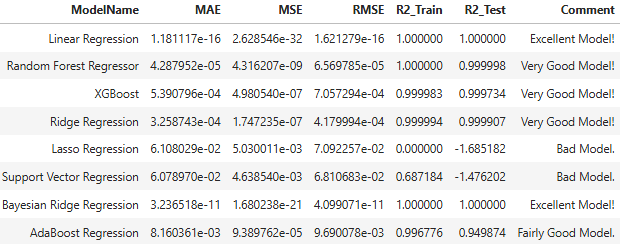 ModelName MAE MSE RMSE R2_Train R2_Test Comment
Linear Regression 1.181117e-16 2.628546e-32 1.621279e-16 1.000000 1.000000 Excellent Model!
Random Forest Regressor 4.287952e-05 4.316207e-09 6.569785e-05 1.000000 0.999998 Very Good Model!
XGBoost 5.390796e-04 4.980540e-07 7.057294e-04 0.999983 0.999734 Very Good Model!
Ridge Regression 3.258743e-04 1.747235e-07 4.179994e-04 0.999994 0.999907 Very Good Model!
Lasso Regression 6.108029e-02 5.030011e-03 7.092257e-02 0.000000 -1.685182 Bad Model.
Support Vector Regression 6.078970e-02 4.638540e-03 6.810683e-02 0.687184 -1.476202 Bad Model.
Bayesian Ridge Regression 3.236518e-11 1.680238e-21 4.099071e-11 1.000000 1.000000 Excellent Model!
AdaBoost Regression 8.160361e-03 9.389762e-05 9.690078e-03 0.996776 0.949874 Fairly Good Model.